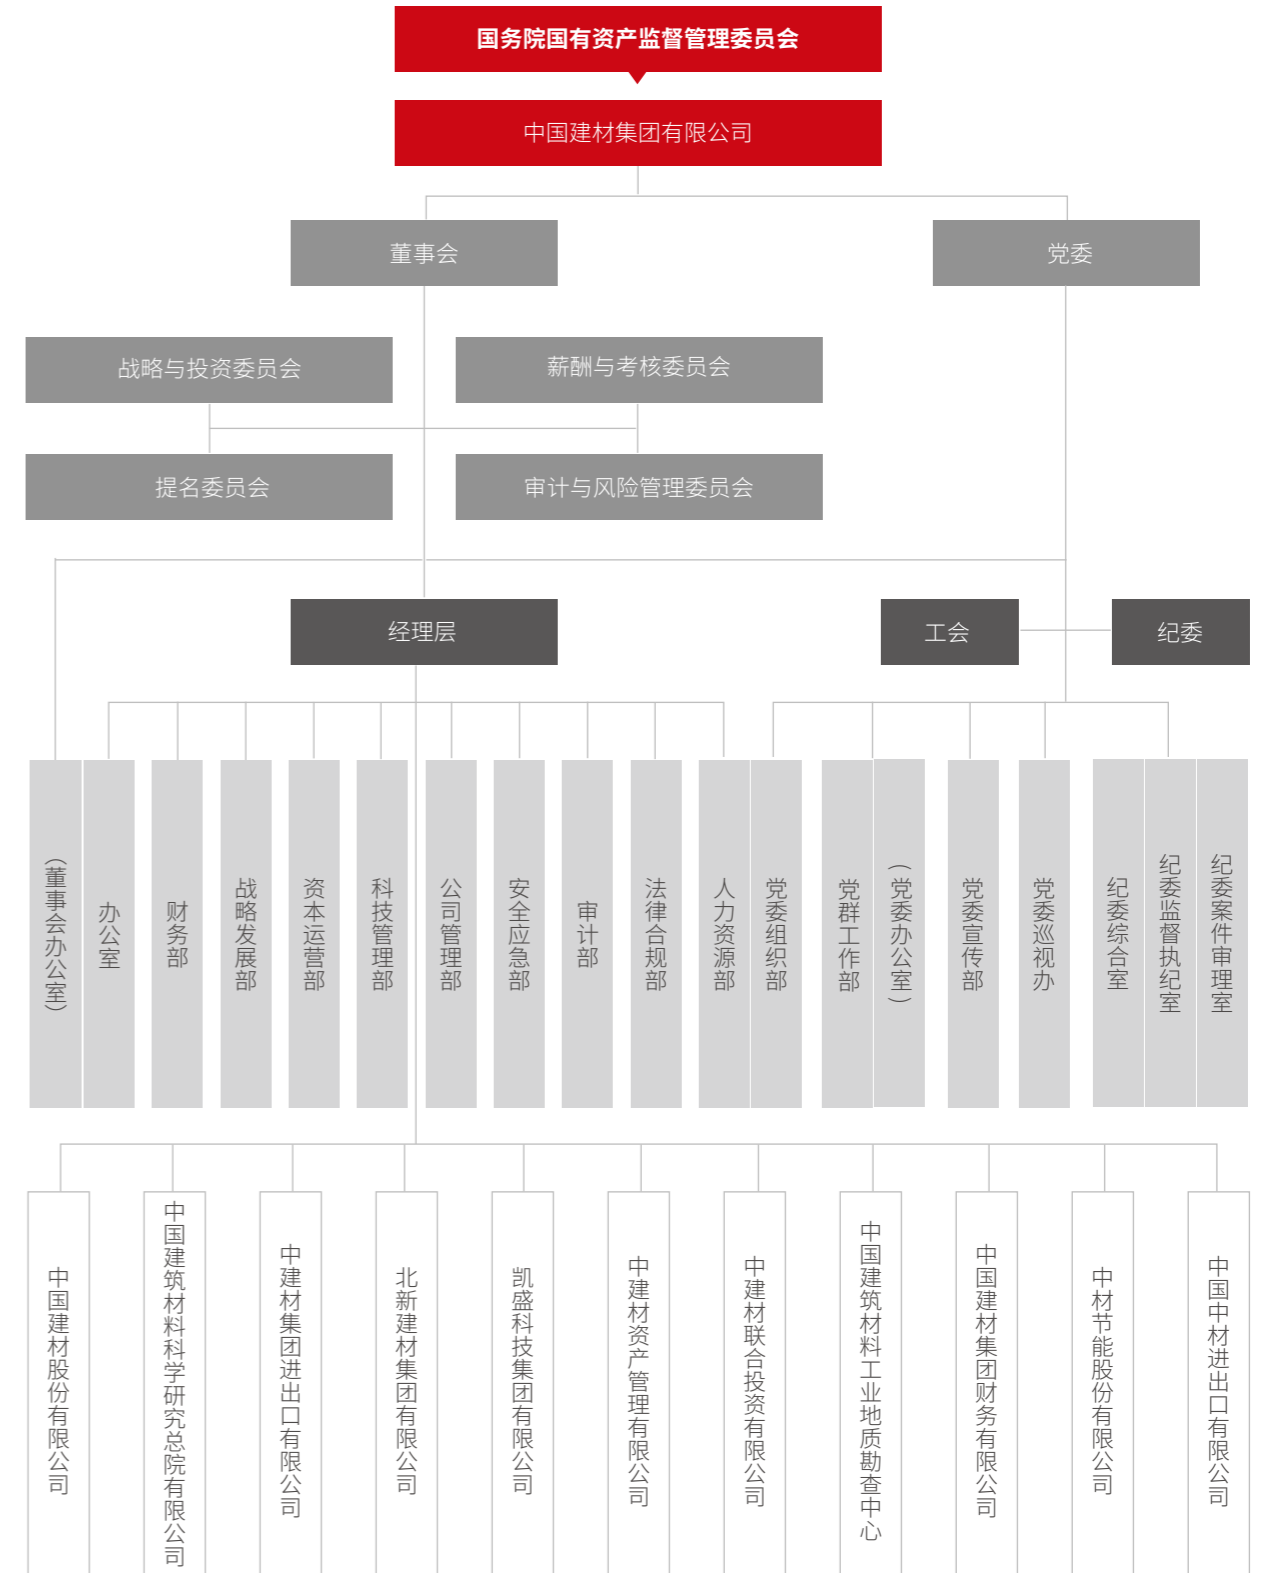 国务院国有资产监督管理委员会
中国建材集团有限公司
董事会
党委
战略与投资委员会
薪酬与考核委员会
提名委员会
审计与风险管理委员会
经理层
工会
纪委
（董事会办公室）
办公室
财务部
战略发展部
资本运营部
科技管理部
公司管理部
安全应急部
审计部
法律合规部
人力资源部
党委组织部
党群工作部
（党委办公室）
党委宣传部
党委巡视办
纪委综合室
纪委监督执纪室
纪委案件审理室
中国建材股份有限公司
中国建筑材料科学研究总院有限公司
中建材集团进出口有限公司
北新建材集团有限公司
凯盛科技集团有限公司
中建材资产管理有限公司
中建材联合投资有限公司
中国建筑材料工业地质勘查中心
中国建材集团财务有限公司
中材节能股份有限公司
中国中材进出口有限公司